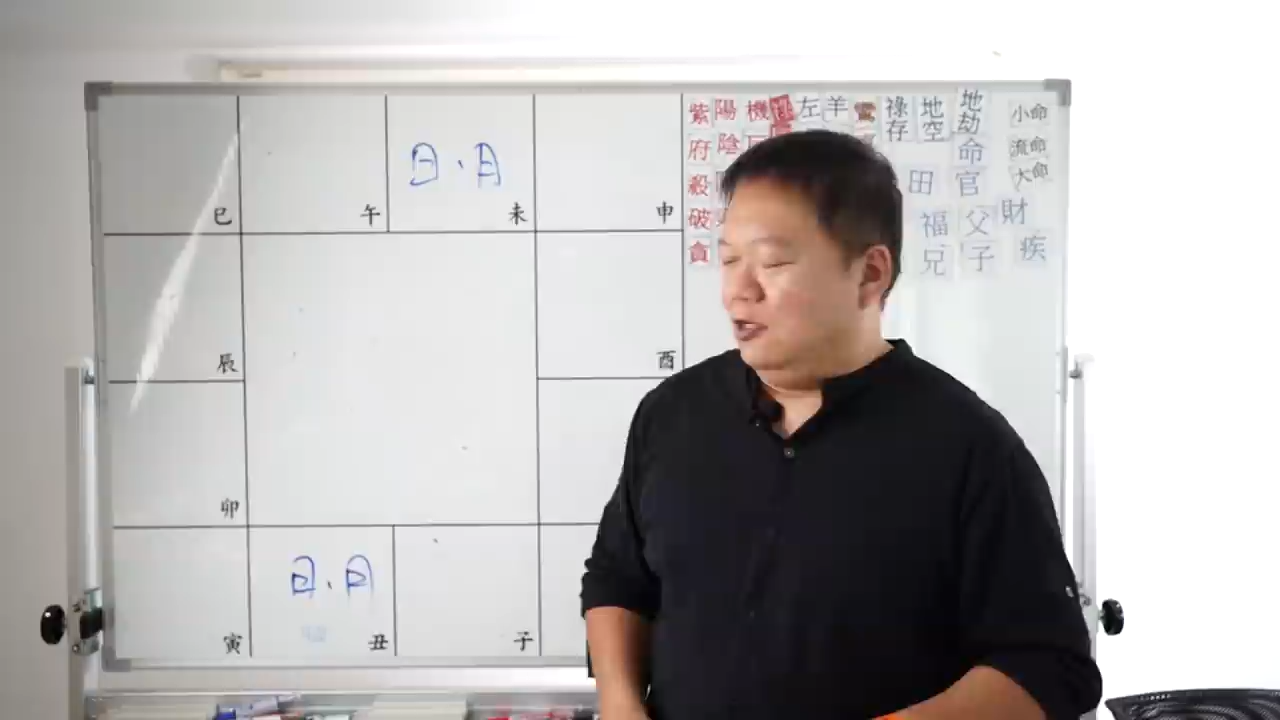 紫 陽 機 左 羊 祿存 地空 地劫 小命
府 陰 命 流命
殺 田 官 大命
破 福 父 財
貪 兄 子 疾
日、月
巳 午 未 申
辰 酉
卯
日、月
寅 丑 子